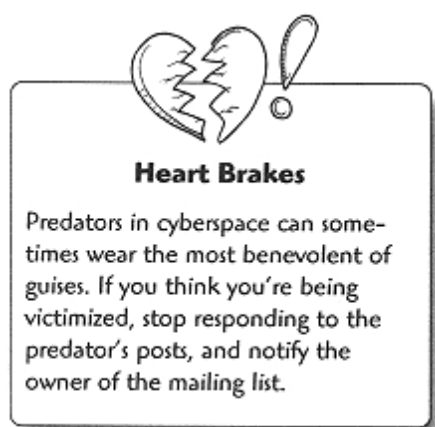 Heart Brakes
Predators in cyberspace can some-
times wear the most benevolent of
guises. If you think you're being
victimized, stop responding to the
predator's posts, and notify the
owner of the mailing list.